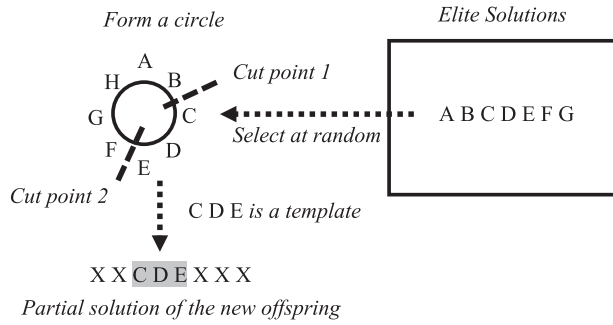 Form a circle
Elite Solutions
A
H
B
Cut point 1
G
C
A B C D E F G
Select at random
F
D
E
Cut point 2
C D E is a template
X X C D E X X X
Partial solution of the new offspring